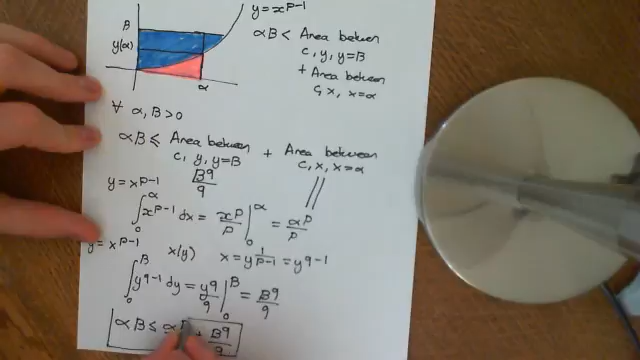 y=x^p-1
B
y(α)
α
αB < Area between
c, y, y=B
+ Area between
c, x, x=α
∀ α, B >0
αB ≤ Area between + Area between
c, y, y=B c, x, x=α
y=x^p-1 B^q/q //
∫_0^α x^p-1 dx = x^p/p |_0^α = α^p/p
y=x^p-1 x(y) x=y^1/(p-1) = y^q-1
∫_0^B y^q-1 dy = y^q/q |_0^B = B^q/q
αB ≤ α + B^q/q